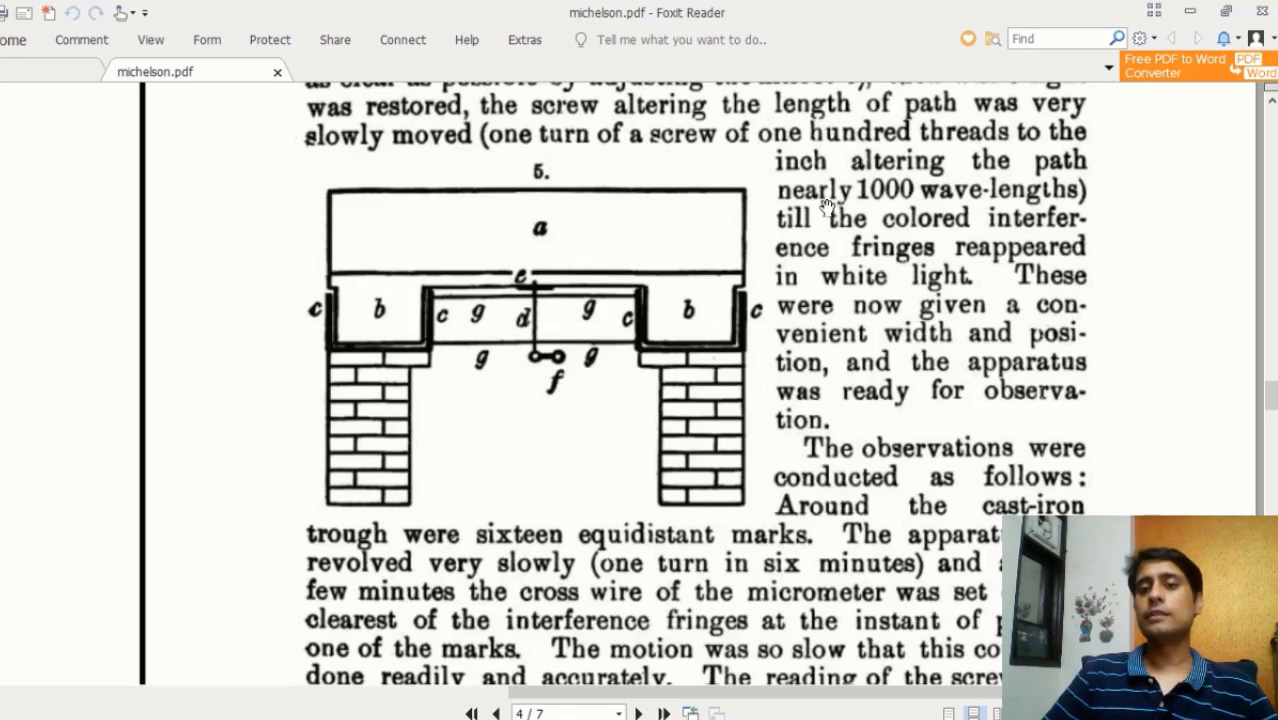 michelson.pdf - Foxit Reader
ome Comment View Form Protect Share Connect Help Extras Tell me what you want to do.. Find
michelson.pdf
Free PDF to Word Converter
PDF
Word
was restored, the screw altering the length of path was very
slowly moved (one turn of a screw of one hundred threads to the
inch altering the path
nearly 1000 wave-lengths)
till the colored interfer-
ence fringes reappeared
in white light. These
were now given a con-
venient width and posi-
tion, and the apparatus
was ready for observa-
tion.
5.
a
e
c b c g d g c b c
g g
f
The observations were
conducted as follows:
Around the cast-iron
trough were sixteen equidistant marks. The apparat
revolved very slowly (one turn in six minutes) and
few minutes the cross wire of the micrometer was set
clearest of the interference fringes at the instant of
one of the marks. The motion was so slow that this co
done readily and accurately. The reading of the screw
4 / 7